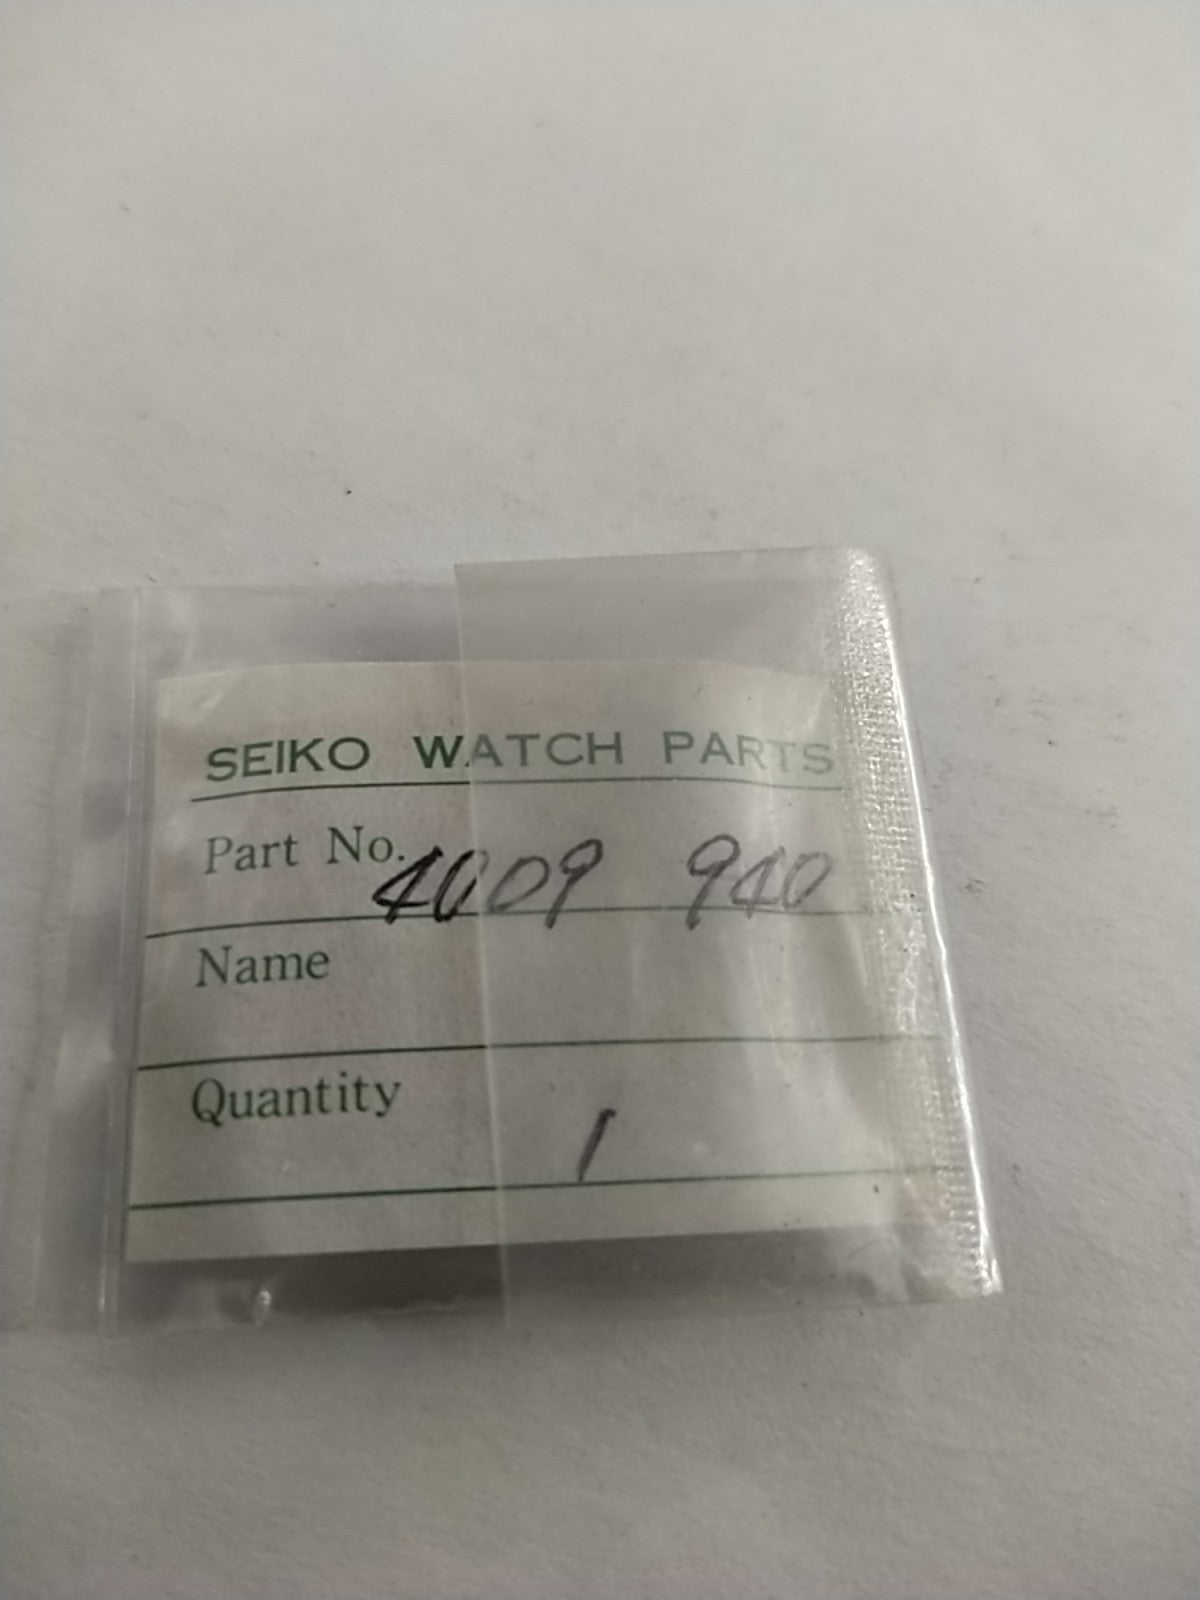 SEIKO WATCH PARTS
Part No. 4009 940
Name
Quantity 1